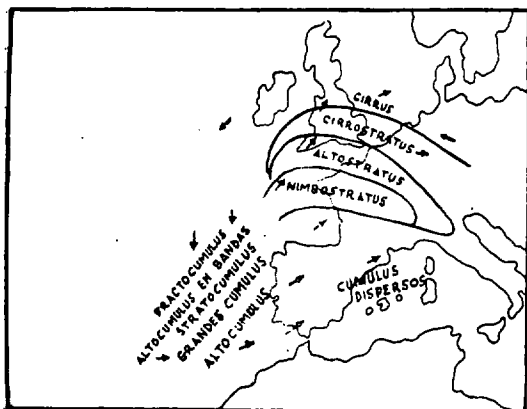 CIRRUS
CIRROSTRATUS
ALTOSTRATUS
NIMBOSTRATUS
FRACTOCUMULUS
ALTOCUMULUS EN BANDAS
STRATOCUMULUS
GRANDES CUMULUS
ALTOCUMULUS
CUMULUS
DISPERSOS